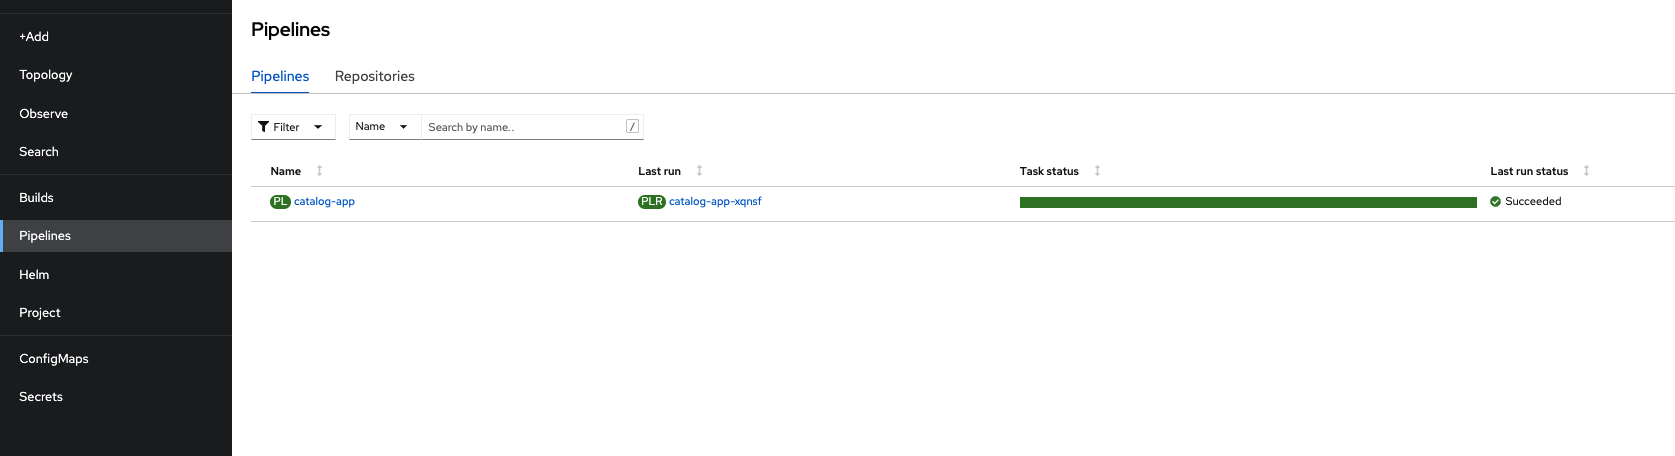 Pipelines
+Add
Topology
Observe
Search
Builds
Pipelines
Helm
Project
ConfigMaps
Secrets
Pipelines Repositories
Filter Name Search by name.. /
Name Last run Task status Last run status
PL catalog-app PLR catalog-app-xqnsf Succeeded